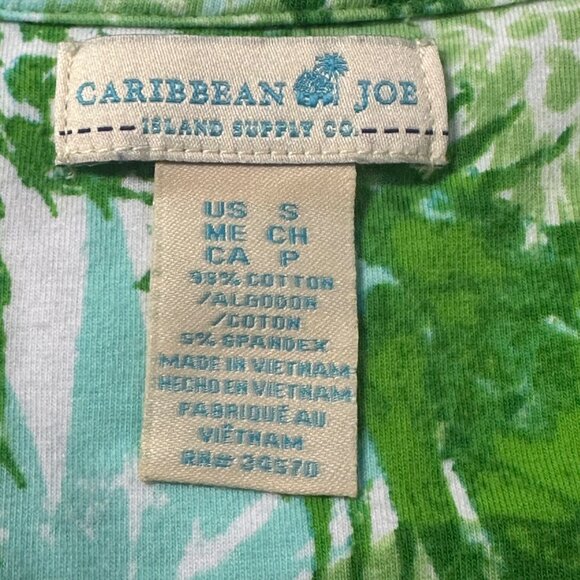 CARIBBEAN JOE
ISLAND SUPPLY CO.
US S
ME CH
CA P
95% COTTON
/ALGODON
/COTON
5% SPANDEX
MADE IN VIETNAM
HECHO EN VIETNAM
FABRIQUÉ AU
VIÊTNAM
RN# 34570